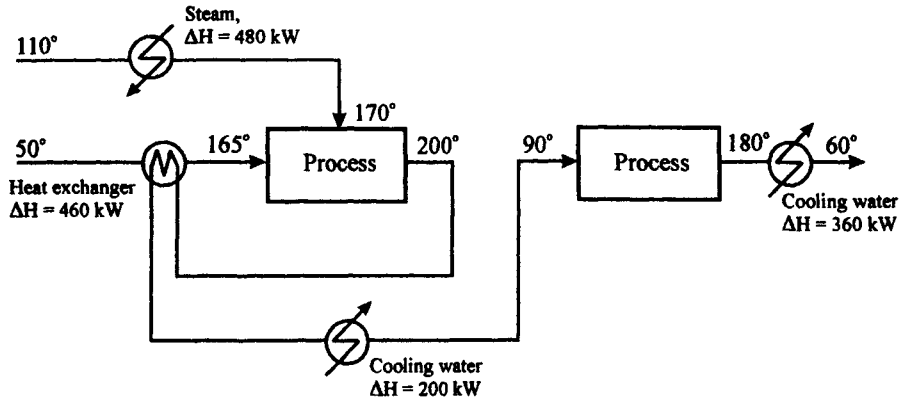 Steam,
ΔH = 480 kW
110°
170°
50°
165°
Process
200°
90°
Process
180°
60°
Heat exchanger
ΔH = 460 kW
Cooling water
ΔH = 360 kW
Cooling water
ΔH = 200 kW